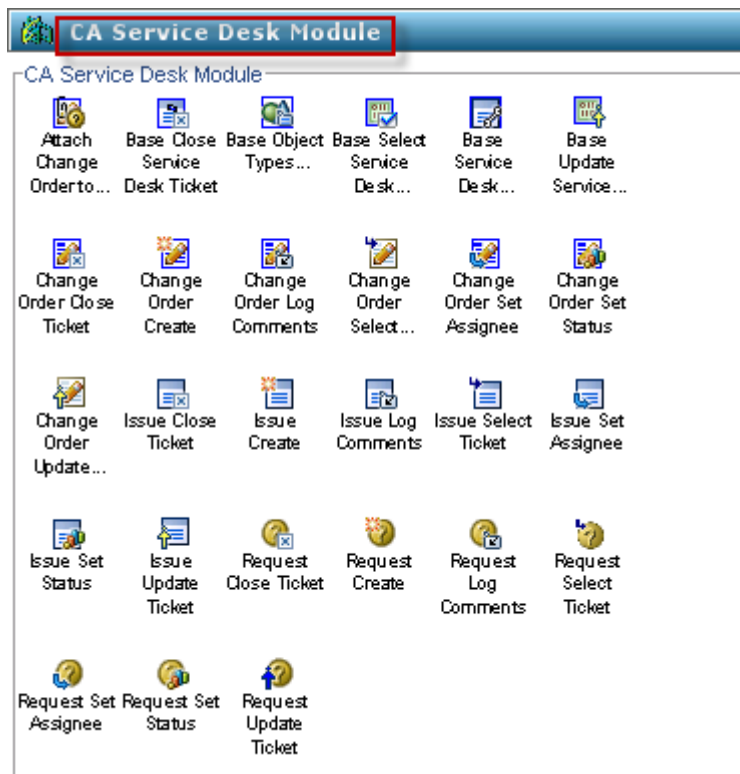 CA Service Desk Module
CA Service Desk Module
Attach Change Order to...
Base Close Service Desk Ticket
Base Object Types...
Base Select Service Desk...
Base Service Desk...
Base Update Service...
Change Order Close Ticket
Change Order Create
Change Order Log Comments
Change Order Select...
Change Order Set Assignee
Change Order Set Status
Change Order Update...
Issue Close Ticket
Issue Create
Issue Log Comments
Issue Select Ticket
Issue Set Assignee
Issue Set Status
Issue Update Ticket
Request Close Ticket
Request Create
Request Log Comments
Request Select Ticket
Request Set Assignee
Request Set Status
Request Update Ticket